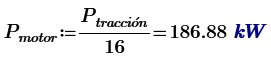 P_motor := P_tracción / 16 = 186.88 kW